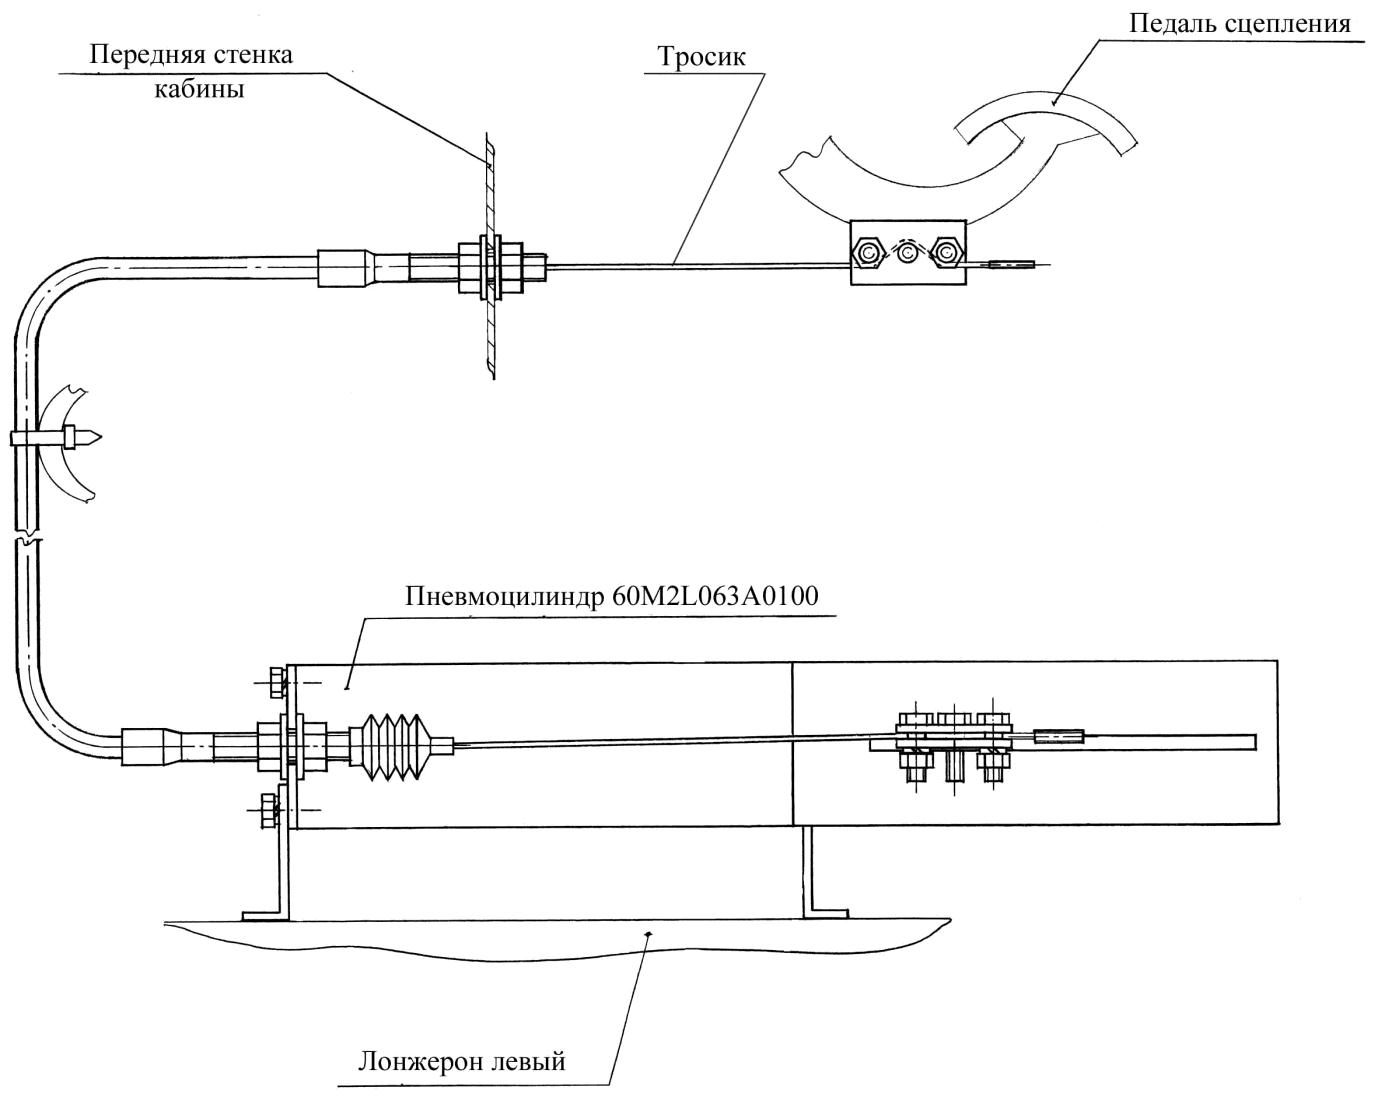 Педаль сцепления
Передняя стенка
кабины
Тросик
Пневмоцилиндр 60M2L063A0100
Лонжерон левый